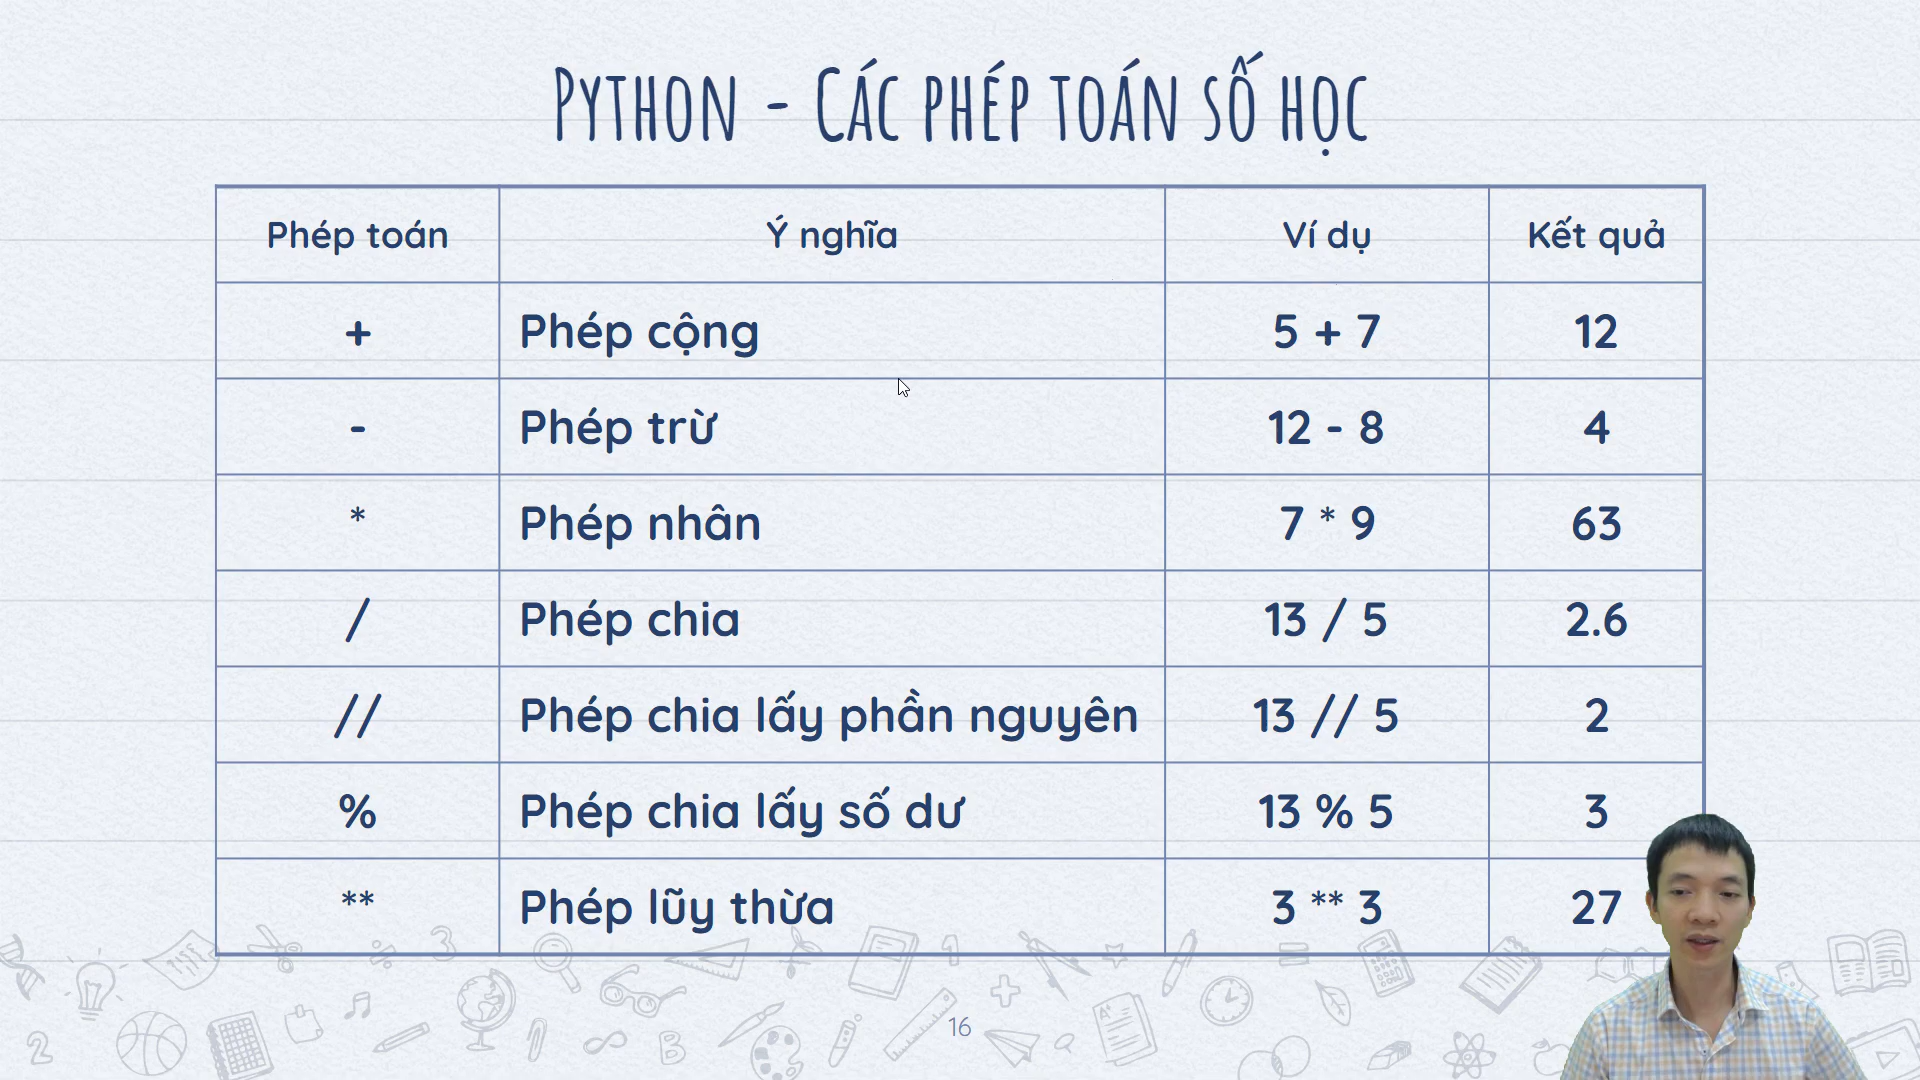 Python - Các phép toán số học
Phép toán Ý nghĩa Ví dụ Kết quả
+ Phép cộng 5 + 7 12
- Phép trừ 12 - 8 4
* Phép nhân 7 * 9 63
/ Phép chia 13 / 5 2.6
// Phép chia lấy phần nguyên 13 // 5 2
% Phép chia lấy số dư 13 % 5 3
** Phép lũy thừa 3 ** 3 27
16